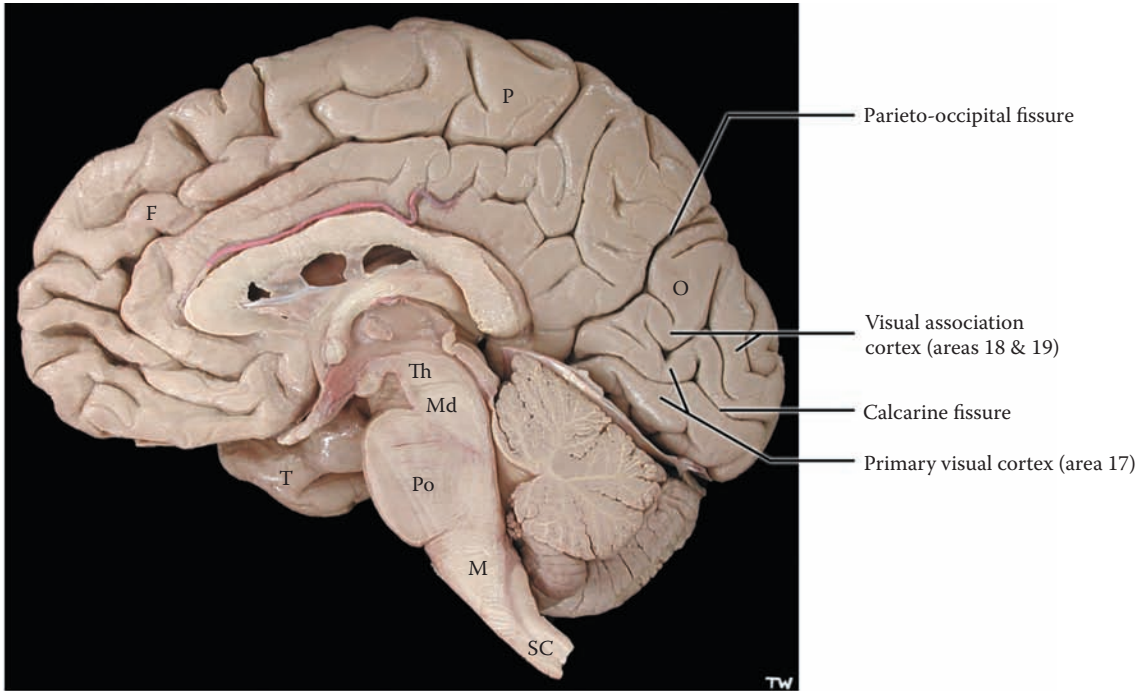 P
Parieto-occipital fissure
F
O
Visual association
cortex (areas 18 & 19)
Th
Md
Calcarine fissure
Primary visual cortex (area 17)
T
Po
M
SC
TW